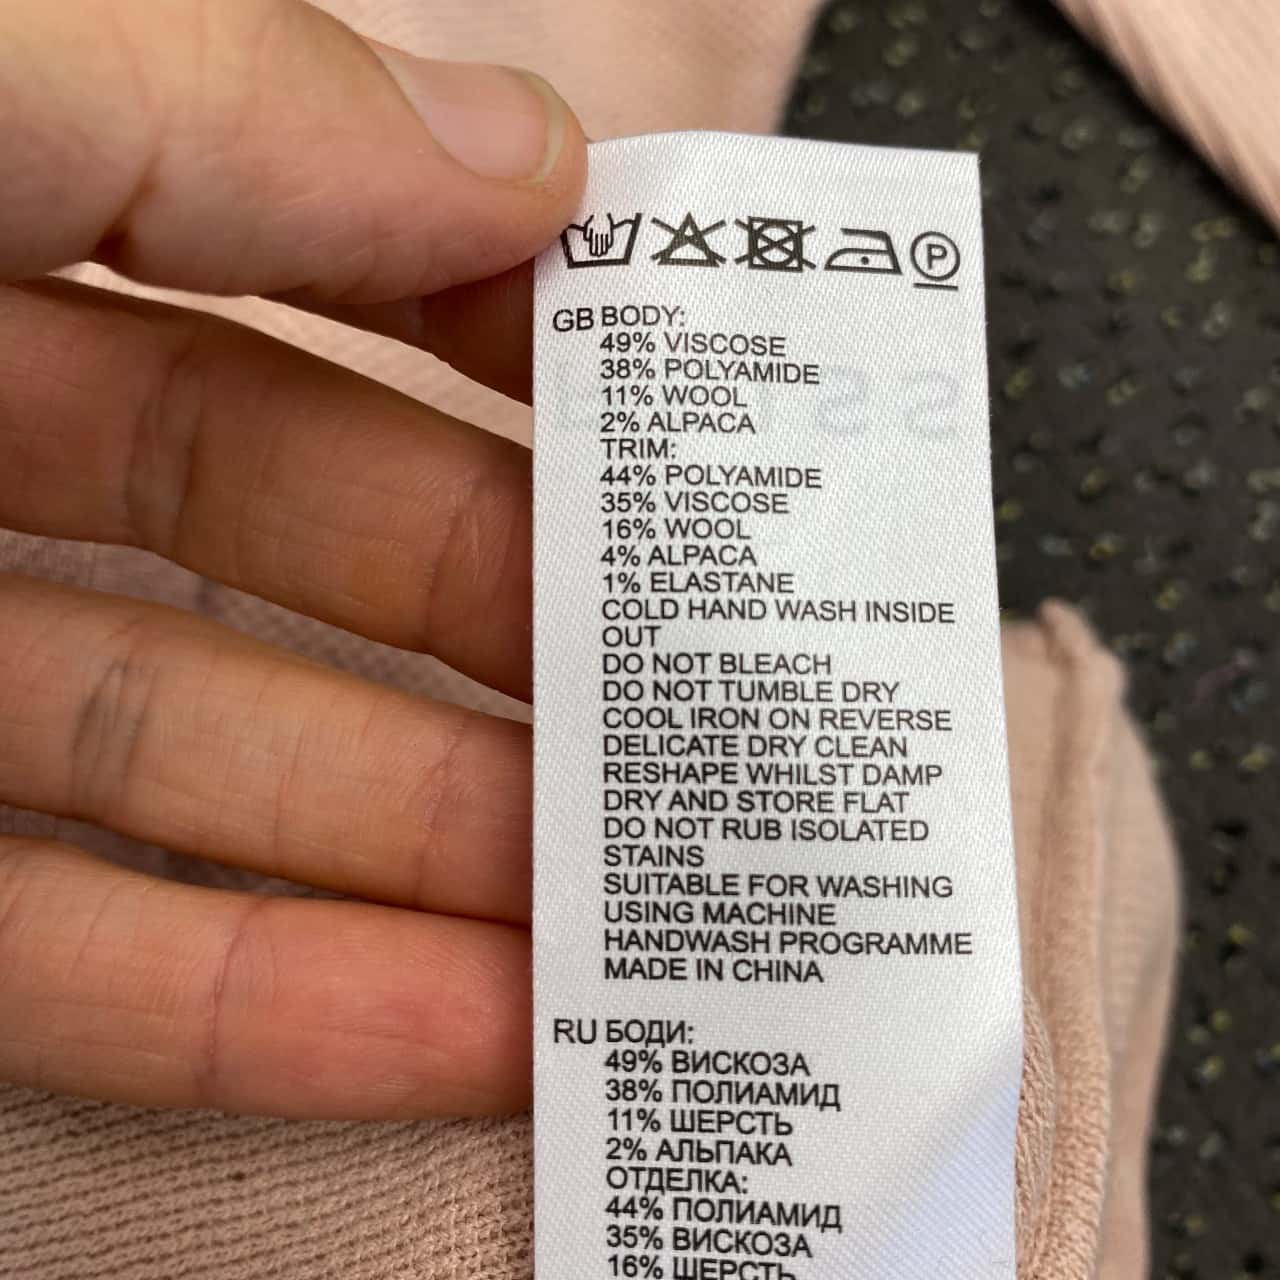 P
GB BODY:
49% VISCOSE
38% POLYAMIDE
11% WOOL
2% ALPACA
TRIM:
44% POLYAMIDE
35% VISCOSE
16% WOOL
4% ALPACA
1% ELASTANE
COLD HAND WASH INSIDE
OUT
DO NOT BLEACH
DO NOT TUMBLE DRY
COOL IRON ON REVERSE
DELICATE DRY CLEAN
RESHAPE WHILST DAMP
DRY AND STORE FLAT
DO NOT RUB ISOLATED
STAINS
SUITABLE FOR WASHING
USING MACHINE
HANDWASH PROGRAMME
MADE IN CHINA
RU БОДИ:
49% ВИСКОЗА
38% ПОЛИАМИД
11% ШЕРСТЬ
2% АЛЬПАКА
ОТДЕЛКА:
44% ПОЛИАМИД
35% ВИСКОЗА
16% ШЕРСТЬ